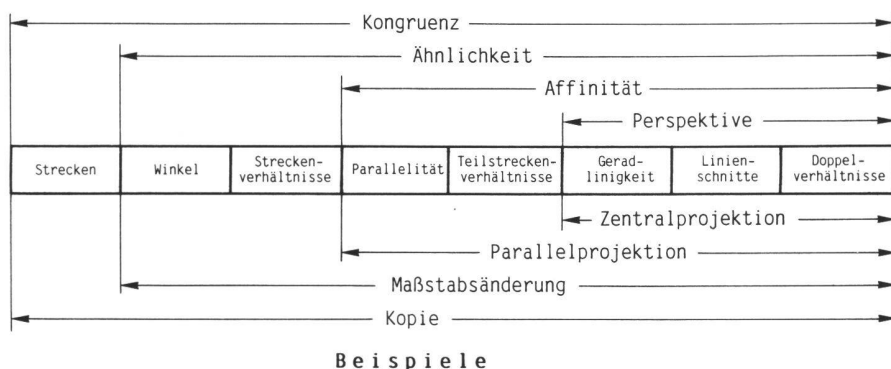 Kongruenz
Ähnlichkeit
Affinität
Perspektive
Strecken
Winkel
Strecken-
verhältnisse
Parallelität
Teilstrecken-
verhältnisse
Gerad-
linigkeit
Linien-
schnitte
Doppel-
verhältnisse
Zentralprojektion
Parallelprojektion
Maßstabsänderung
Kopie
Beispiele